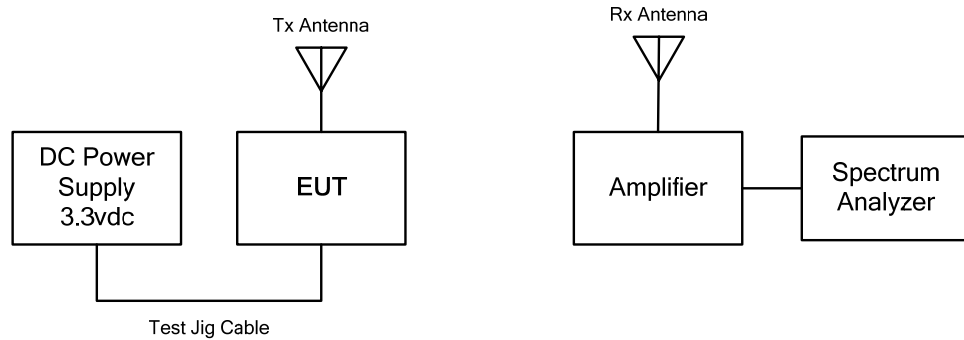 Tx Antenna
Rx Antenna
DC Power
Supply
3.3vdc
EUT
Amplifier
Spectrum
Analyzer
Test Jig Cable